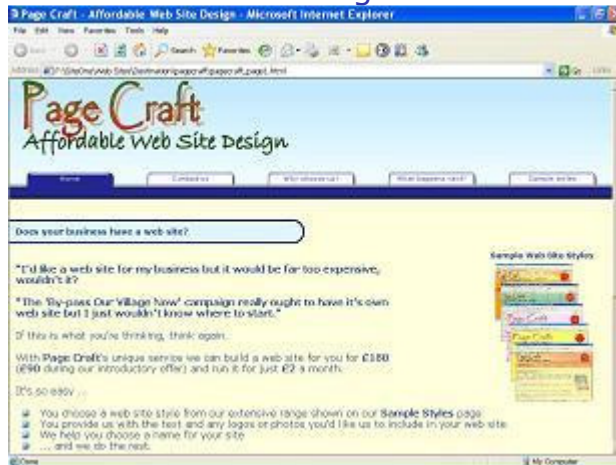 Page Craft - Affordable Web Site Design - Microsoft Internet Explorer
File Edit View Favorites Tools Help
Search Favorites
Page Craft
Affordable Web Site Design
Home Contact us Why choose us? What happens next? Sample styles
Does your business have a web site?
Sample Web Site Styles
"I'd like a web site for my business but it would be far too expensive,
wouldn't it?
"The 'By-pass Our Village Now' campaign really ought to have it's own
web site but I just wouldn't know where to start."
If this is what you're thinking, think again.
With Page Craft's unique service we can build a web site for you for £180
(£90 during our introductory offer) and run it for just £2 a month.
It's so easy ...
You choose a web site style from our extensive range shown on our Sample Styles page
You provide us with the text and any logos or photos you'd like us to include in your web site
We help you choose a name for your site
... and we do the rest.
Done
My Computer